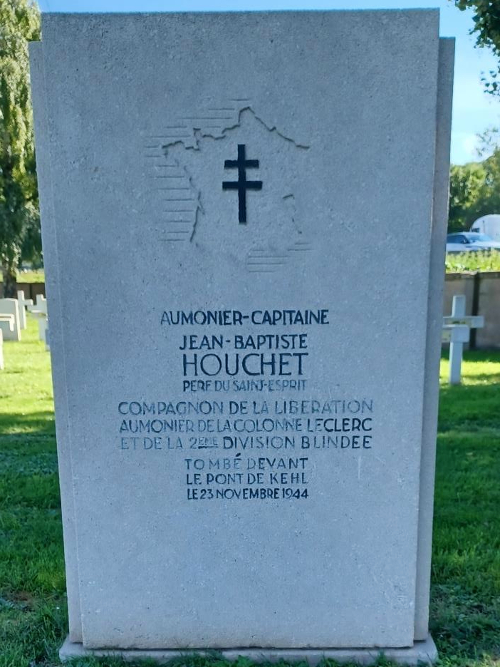 AUMONIER-CAPITAINE
JEAN-BAPTISTE
HOUCHET
PERE DU SAINT-ESPRIT
COMPAGNON DE LA LIBERATION
AUMONIER DE LA COLONNE LECLERC
ET DE LA 2ÈME DIVISION BLINDEE
TOMBÉ DEVANT
LE PONT DE KEHL
LE 23 NOVEMBRE 1944